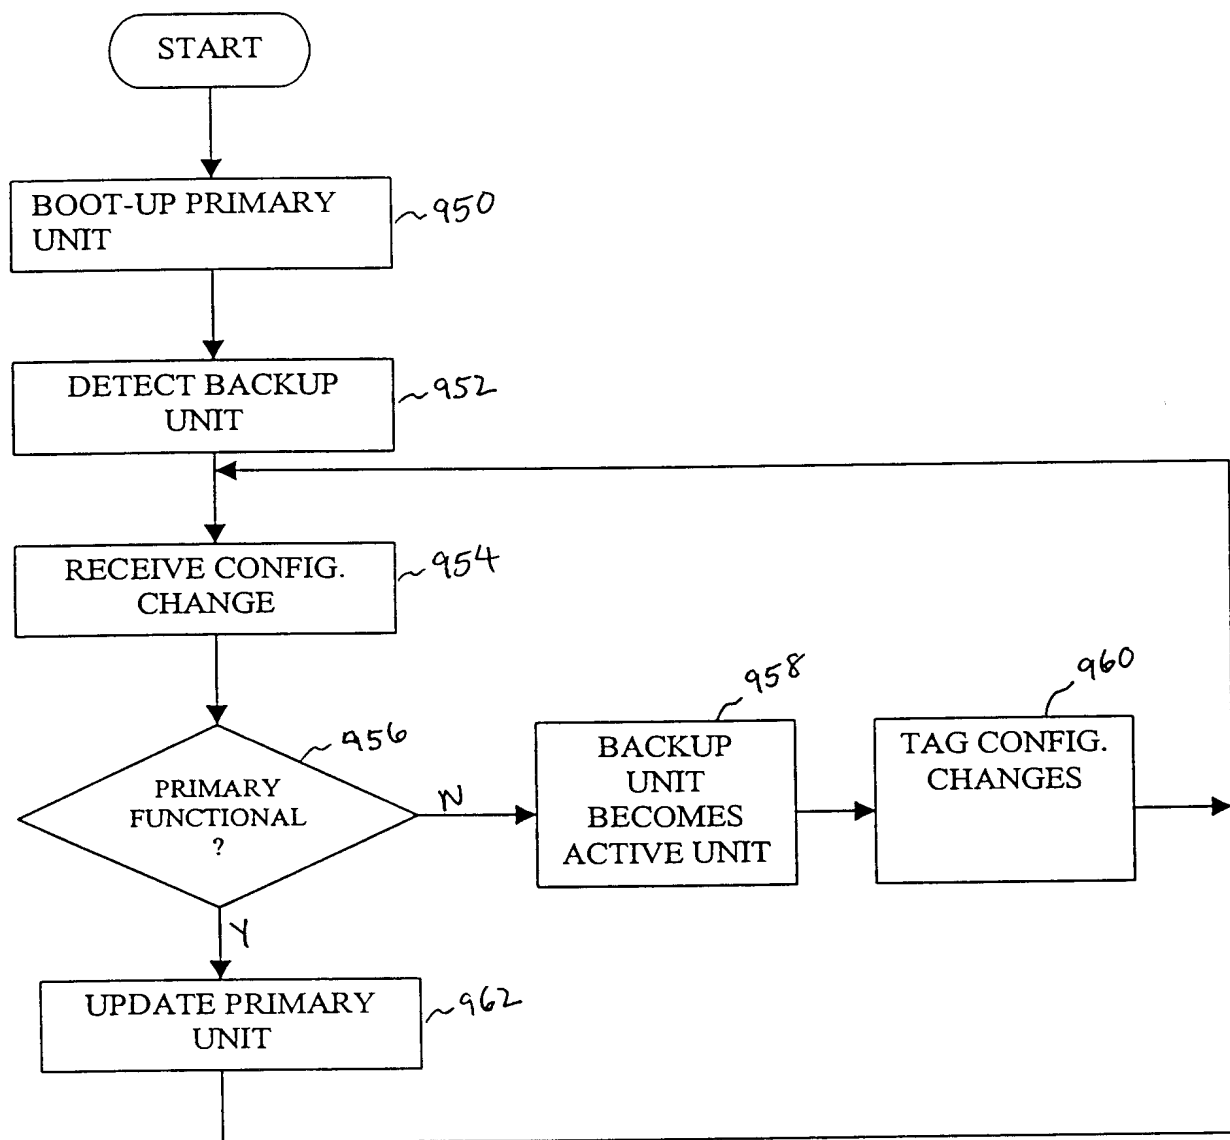 START
BOOT-UP PRIMARY
UNIT
950
DETECT BACKUP
UNIT
952
RECEIVE CONFIG.
CHANGE
954
PRIMARY
FUNCTIONAL
?
956
N
BACKUP
UNIT
BECOMES
ACTIVE UNIT
958
TAG CONFIG.
CHANGES
960
Y
UPDATE PRIMARY
UNIT
962